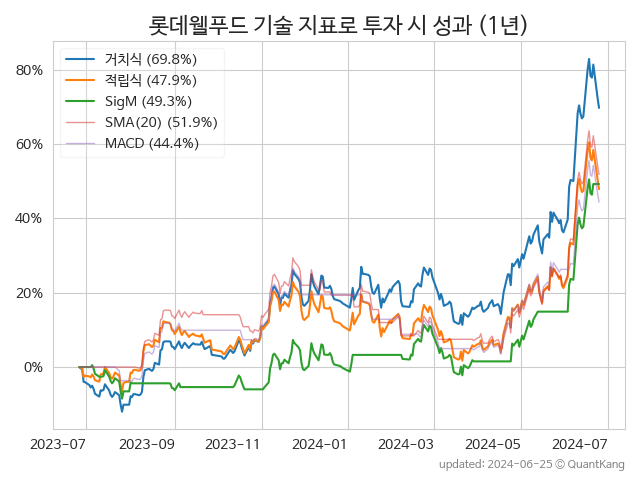 롯데웰푸드 기술 지표로 투자 시 성과 (1년)
거치식 (69.8%)
적립식 (47.9%)
SigM (49.3%)
SMA(20) (51.9%)
MACD (44.4%)
80%
60%
40%
20%
0%
2023-07 2023-09 2023-11 2024-01 2024-03 2024-05 2024-07
updated: 2024-06-25 ⓒ QuantKang